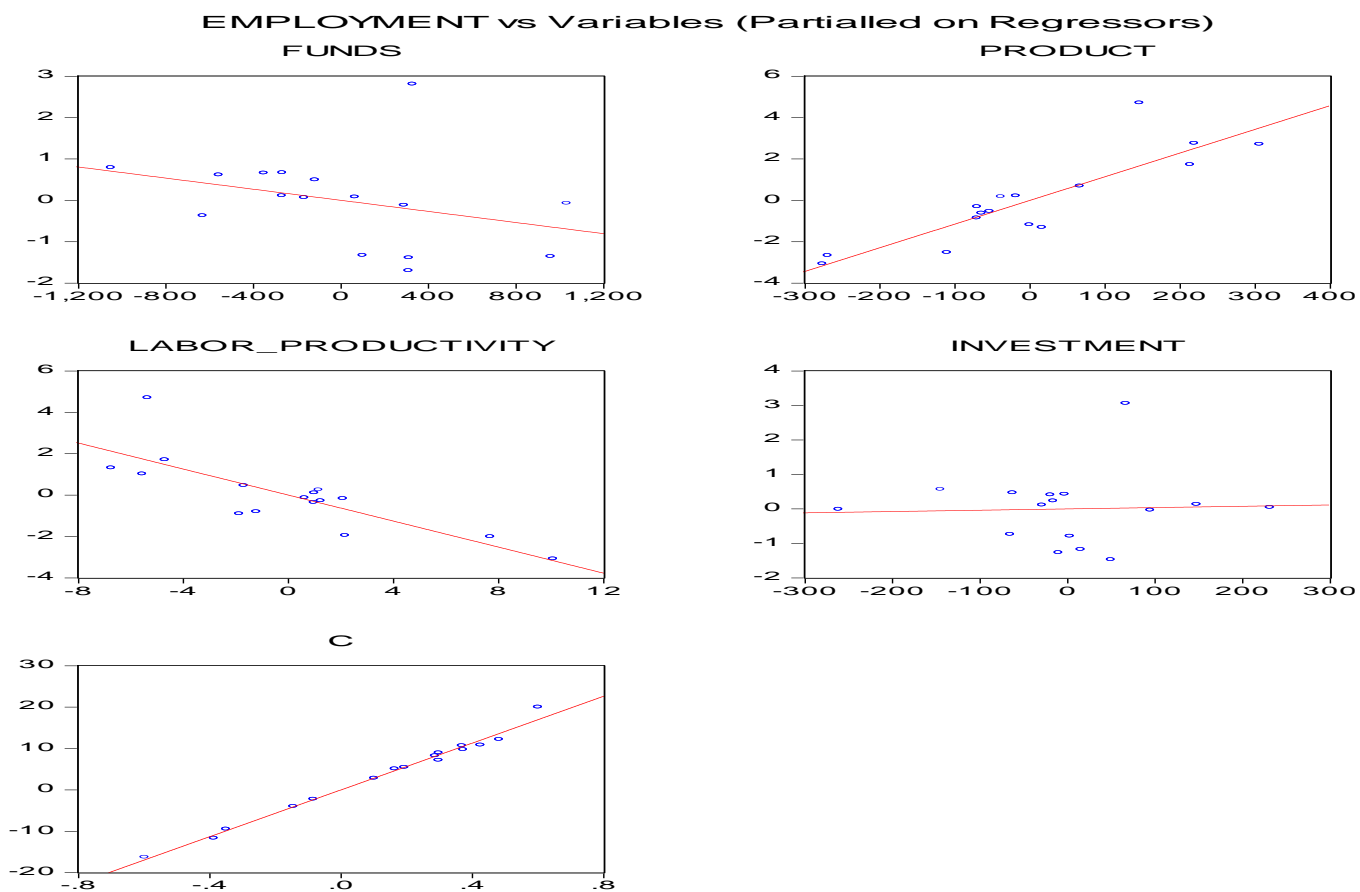 EMPLOYMENT vs Variables (Partialled on Regressors)
FUNDS
3
2
1
0
-1
-2
-1,200 -800 -400 0 400 800 1,200
PRODUCT
6
4
2
0
-2
-4
-300 -200 -100 0 100 200 300 400
LABOR_PRODUCTIVITY
6
4
2
0
-2
-4
-8 -4 0 4 8 12
INVESTMENT
4
3
2
1
0
-1
-2
-300 -200 -100 0 100 200 300
C
30
20
10
0
-10
-20
-.8 -.4 .0 .4 .8